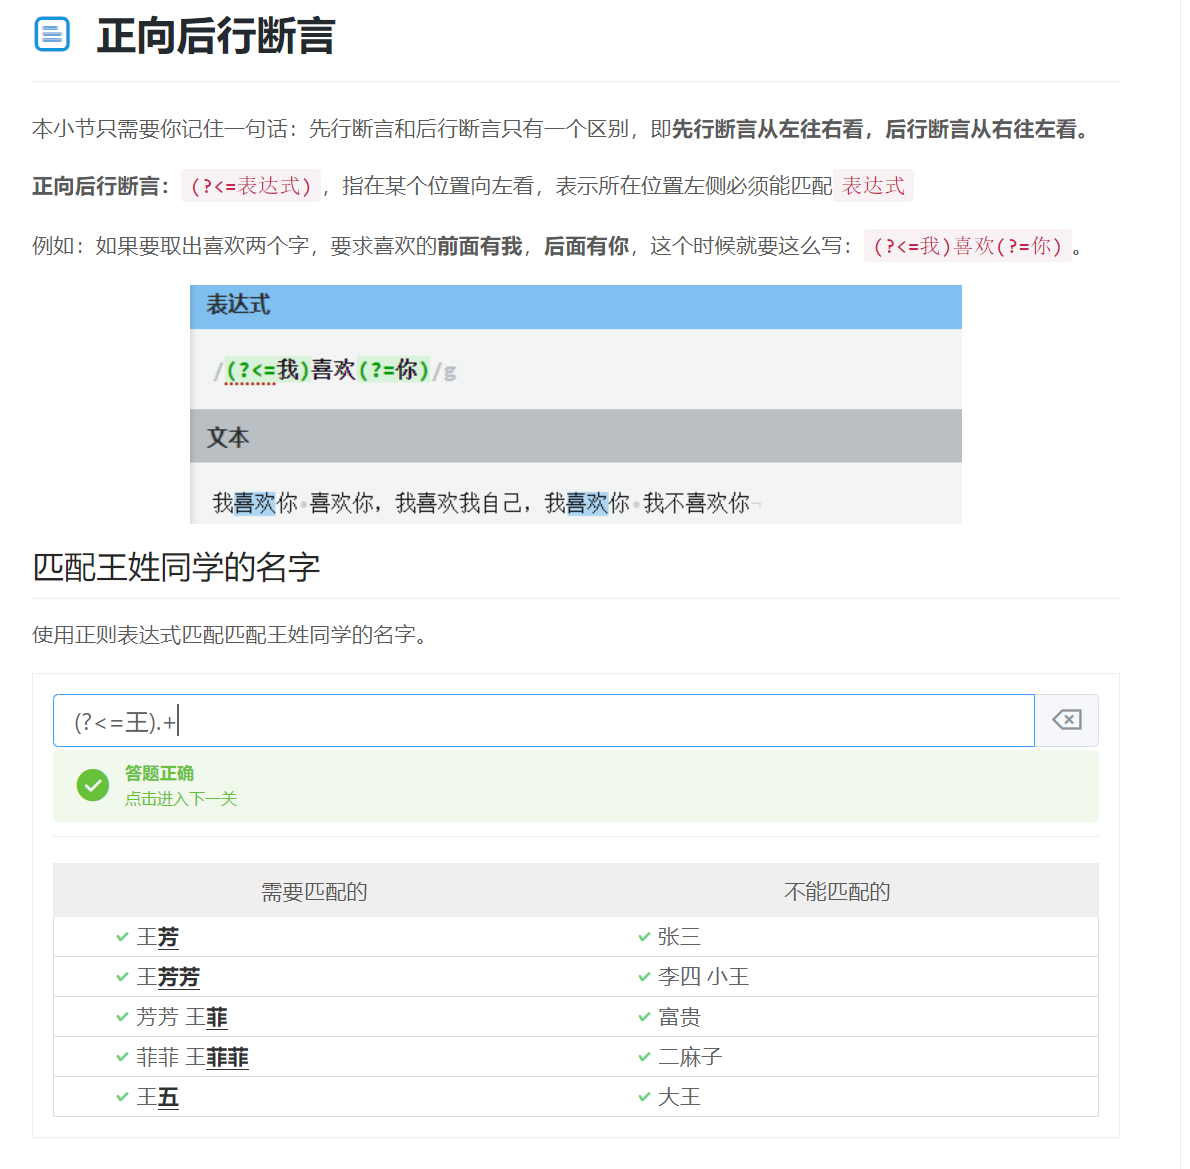 正向后行断言
本小节只需要你记住一句话：先行断言和后行断言只有一个区别，即先行断言从左往右看，后行断言从右往左看。
正向后行断言：(?<=表达式)，指在某个位置向左看，表示所在位置左侧必须能匹配表达式
例如：如果要取出喜欢两个字，要求喜欢的前面有我，后面有你，这个时候就要这么写：(?<=我)喜欢(?=你)。
表达式
/(?<=我)喜欢(?=你)/g
文本
我喜欢你·喜欢你，我喜欢我自己，我喜欢你·我不喜欢你¬
匹配王姓同学的名字
使用正则表达式匹配匹配王姓同学的名字。
(?<=王).+
答题正确
点击进入下一关
需要匹配的 不能匹配的
王芳 张三
王芳芳 李四 小王
芳芳 王菲 富贵
菲菲 王菲菲 二麻子
王五 大王